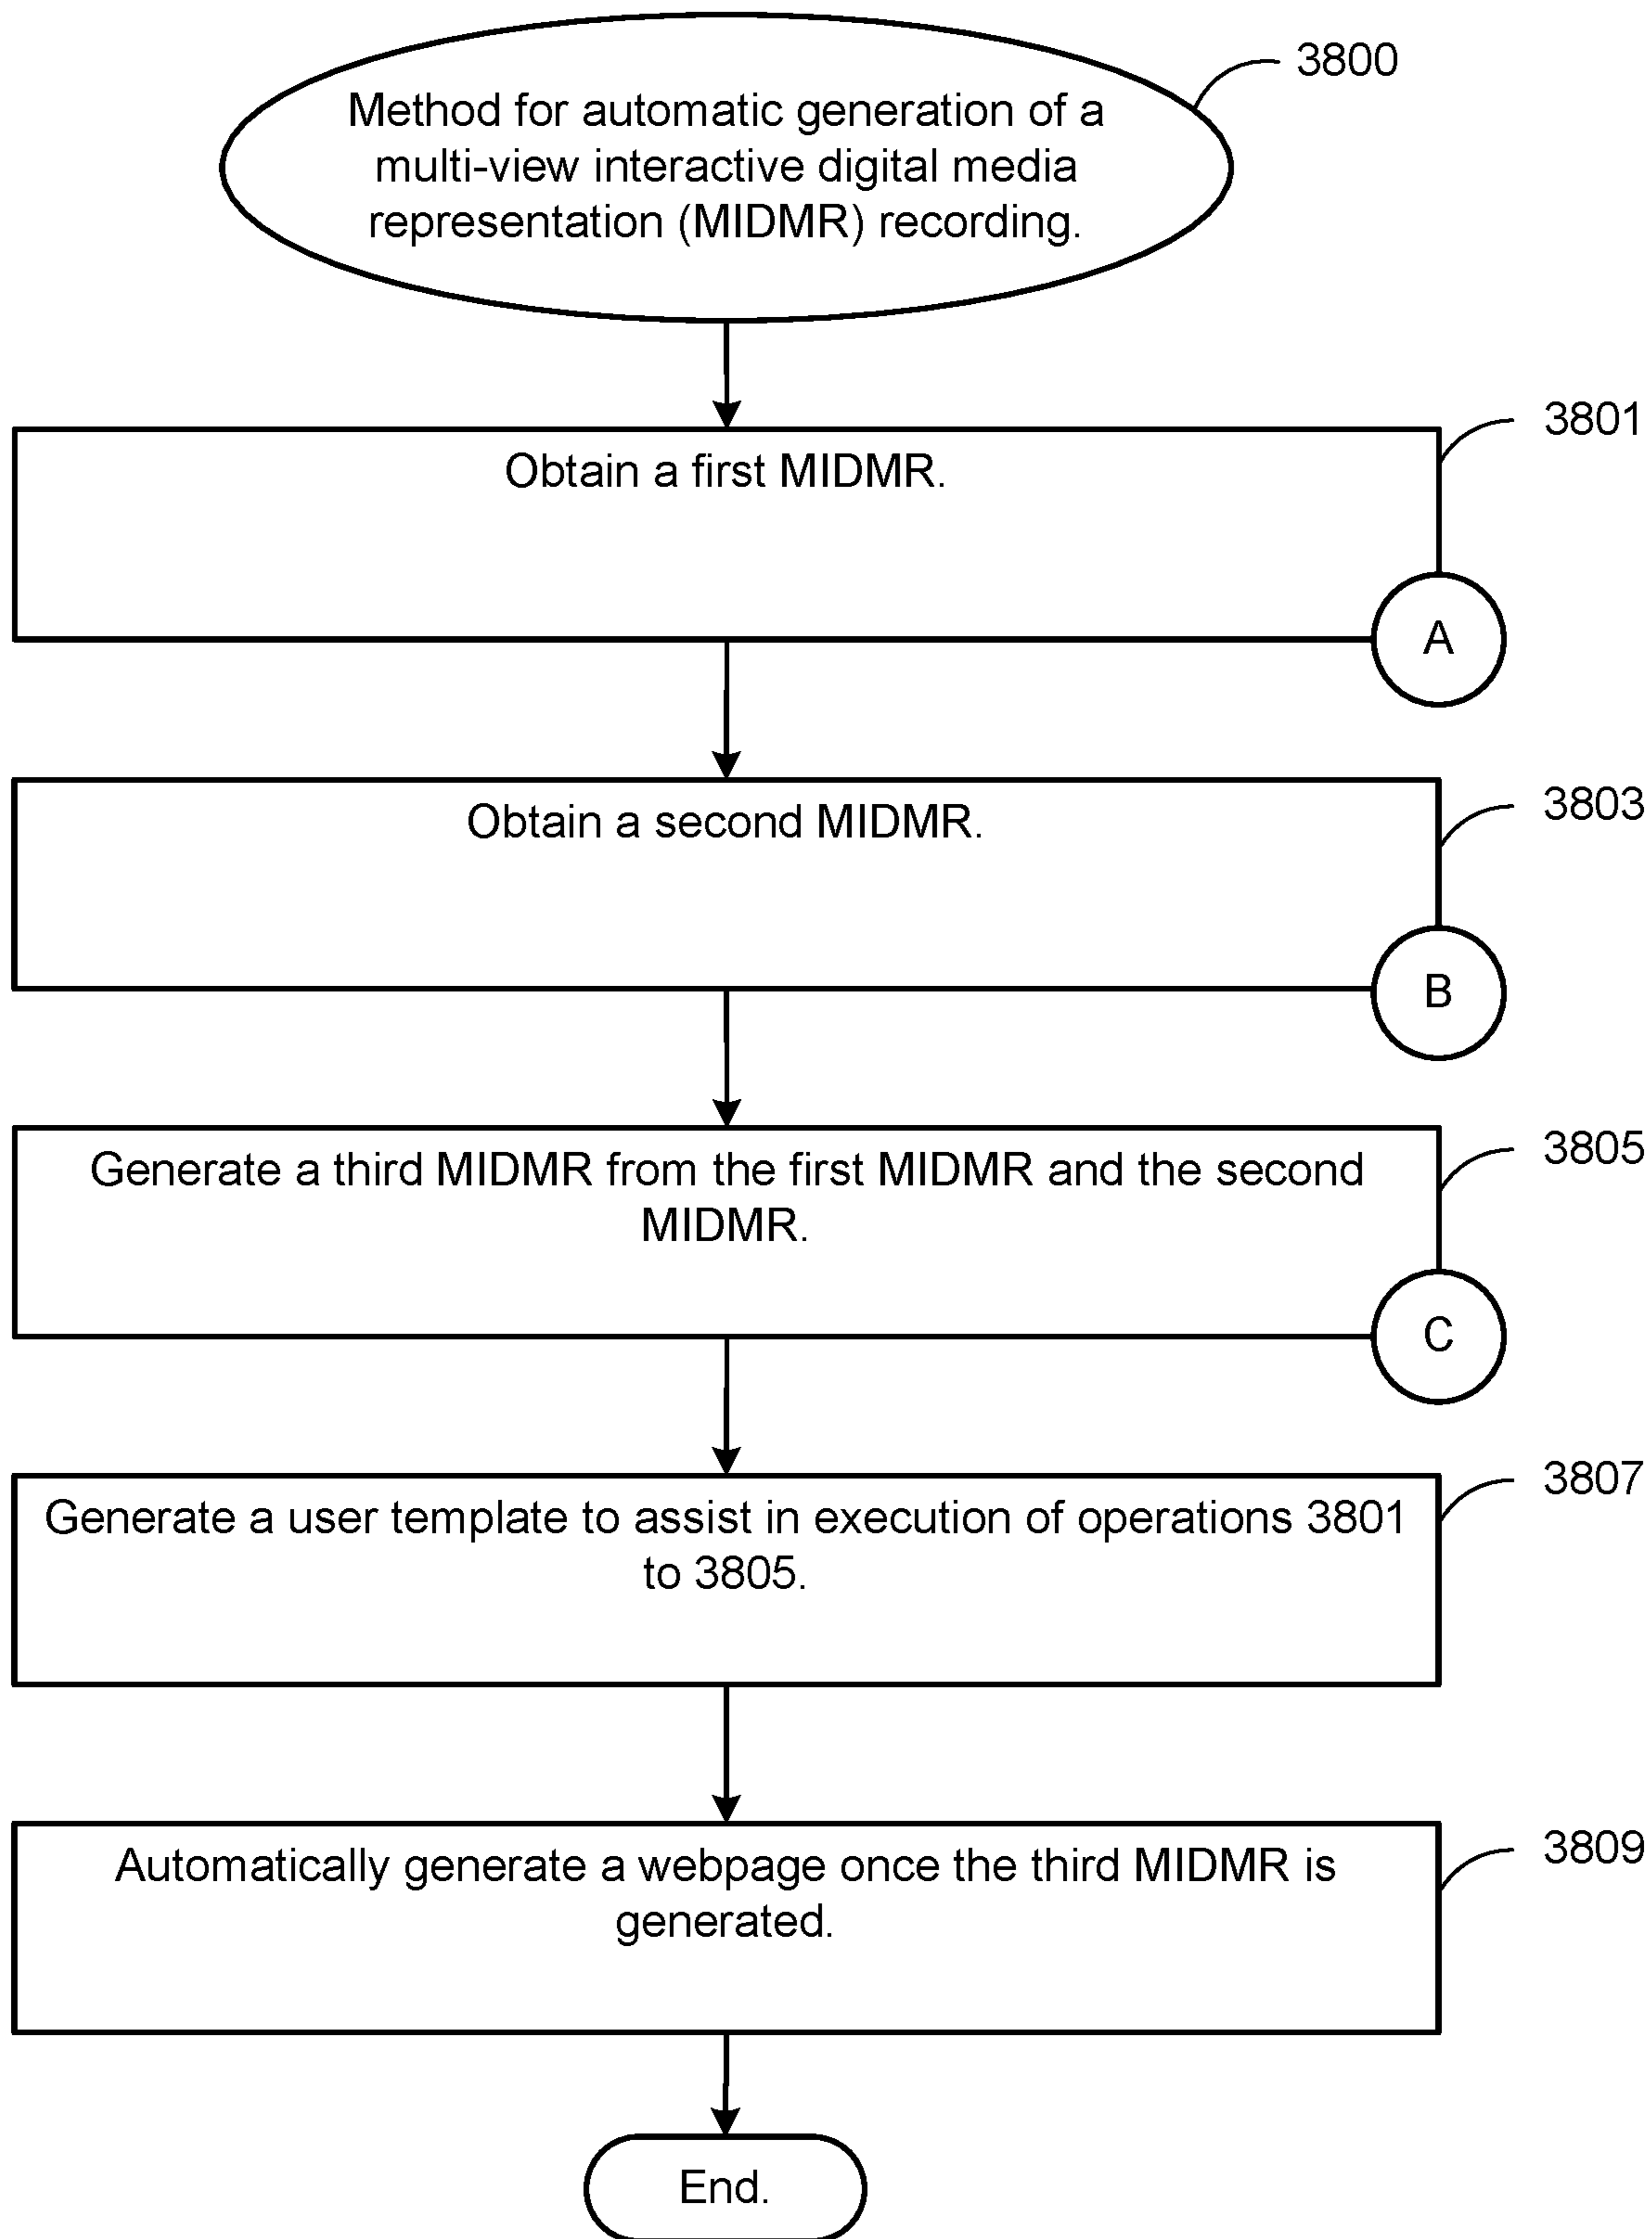 3800
Method for automatic generation of a
multi-view interactive digital media
representation (MIDMR) recording.
3801
Obtain a first MIDMR.
A
3803
Obtain a second MIDMR.
B
3805
Generate a third MIDMR from the first MIDMR and the second
MIDMR.
C
3807
Generate a user template to assist in execution of operations 3801
to 3805.
3809
Automatically generate a webpage once the third MIDMR is
generated.
End.